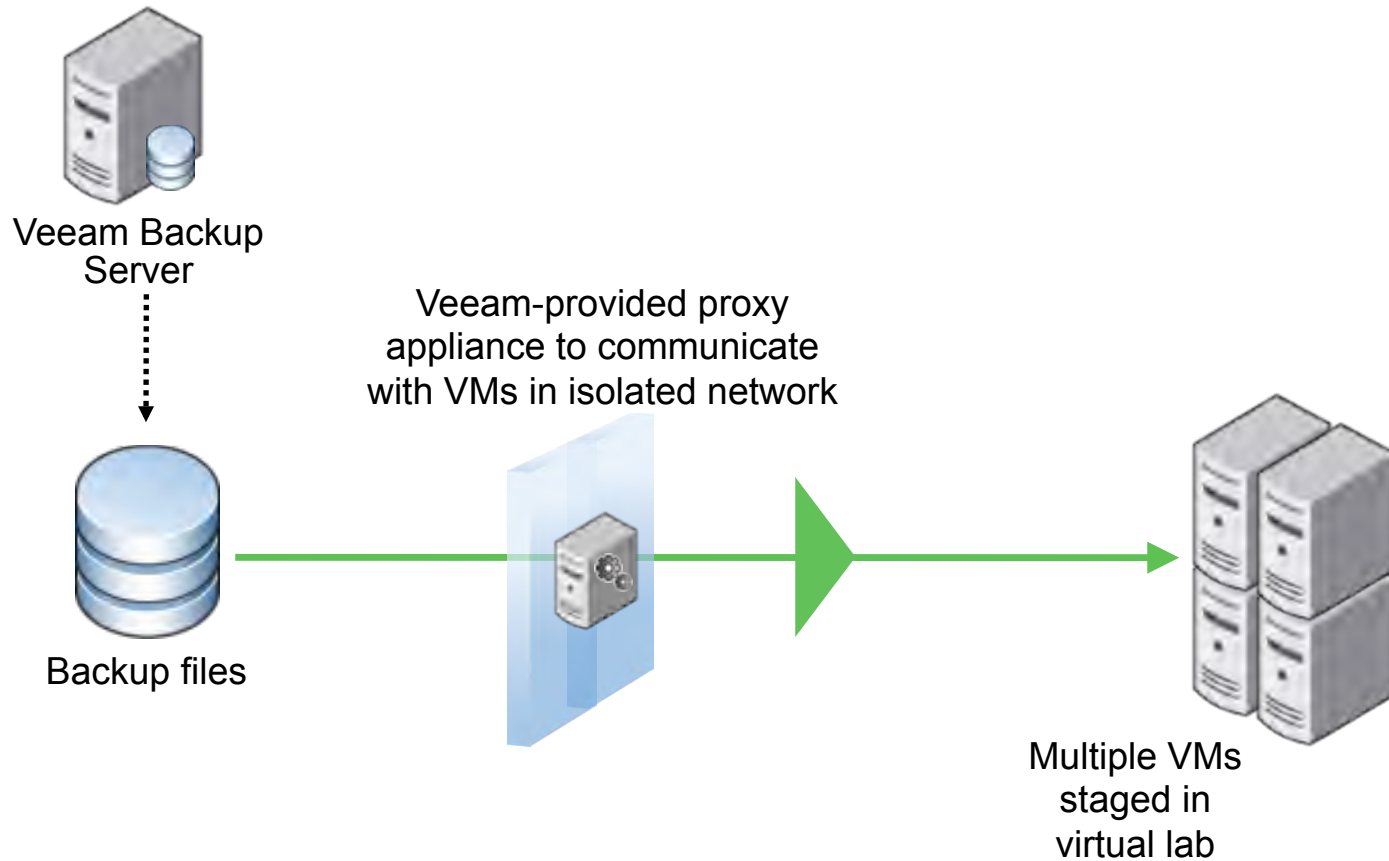 Veeam Backup
Server
Veeam-provided proxy
appliance to communicate
with VMs in isolated network
Backup files
Multiple VMs
staged in
virtual lab